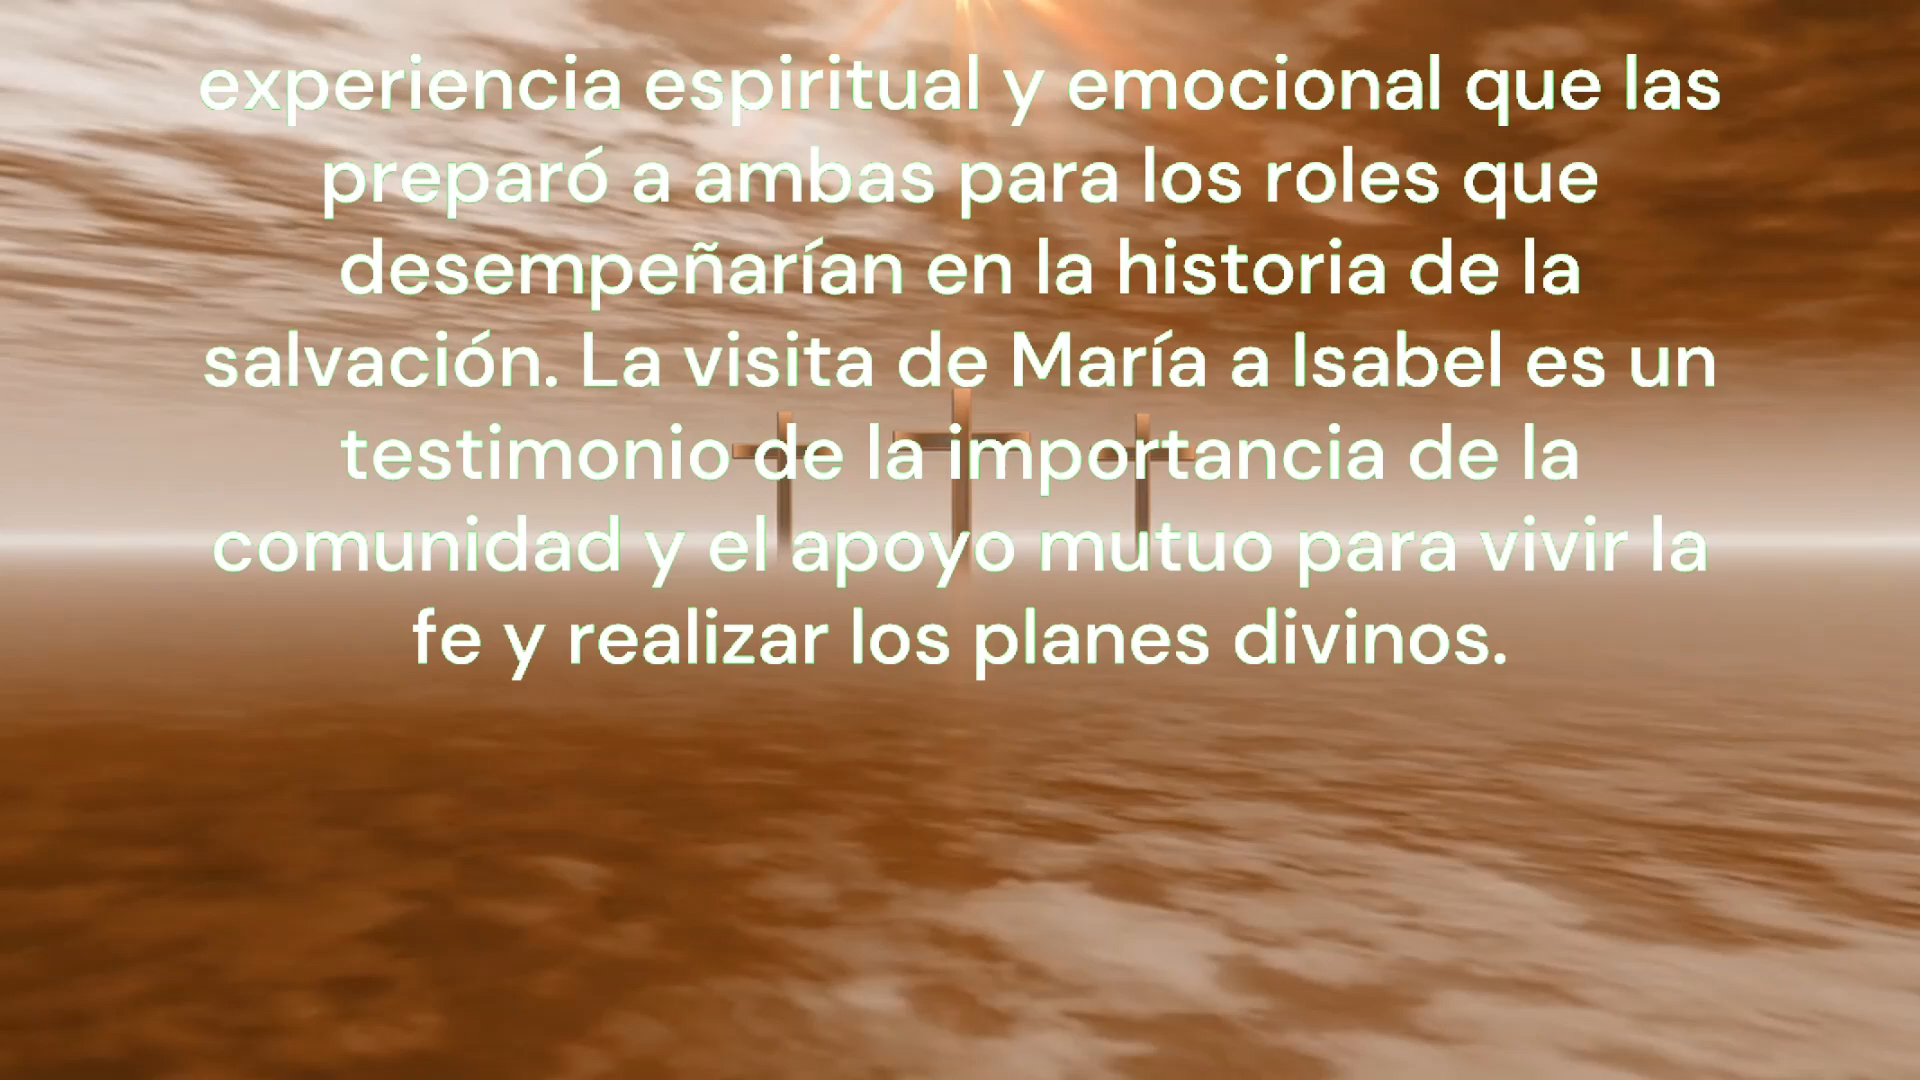 experiencia espiritual y emocional que las
preparó a ambas para los roles que
desempeñarían en la historia de la
salvación. La visita de María a Isabel es un
testimonio de la importancia de la
comunidad y el apoyo mutuo para vivir la
fe y realizar los planes divinos.